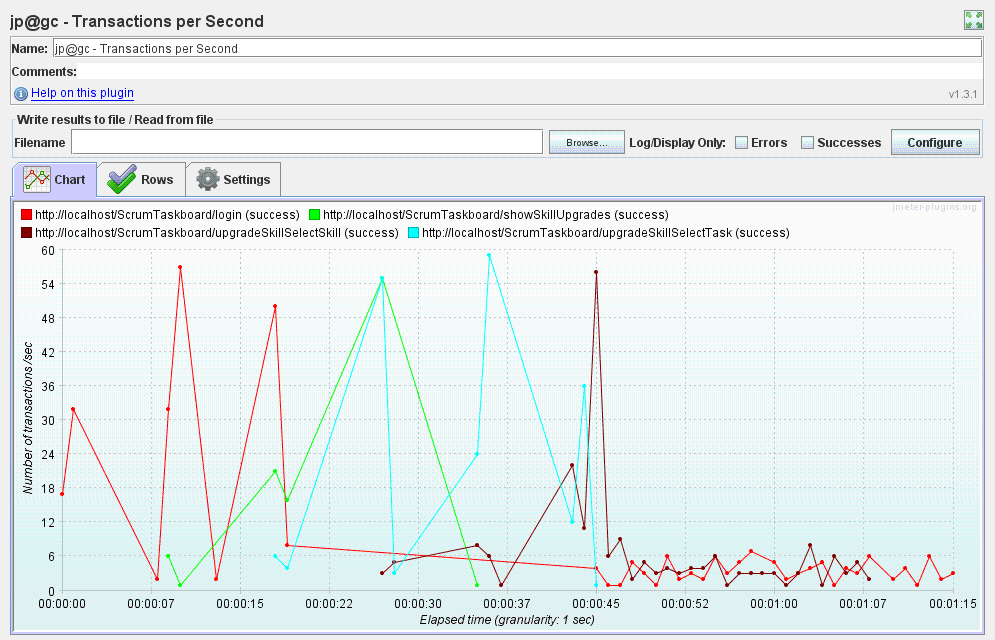 jp@gc - Transactions per Second
Name: jp@gc - Transactions per Second
Comments:
Help on this plugin
v1.3.1
Write results to file / Read from file
Filename Browse... Log/Display Only: Errors Successes Configure
Chart Rows Settings
jmeter-plugins.org
http://localhost/ScrumTaskboard/login (success) http://localhost/ScrumTaskboard/showSkillUpgrades (success)
http://localhost/ScrumTaskboard/upgradeSkillSelectSkill (success) http://localhost/ScrumTaskboard/upgradeSkillSelectTask (success)
60
54
48
42
36
30
24
18
12
6
0
Number of transactions /sec
00:00:00 00:00:07 00:00:15 00:00:22 00:00:30 00:00:37 00:00:45 00:00:52 00:01:00 00:01:07 00:01:15
Elapsed time (granularity: 1 sec)